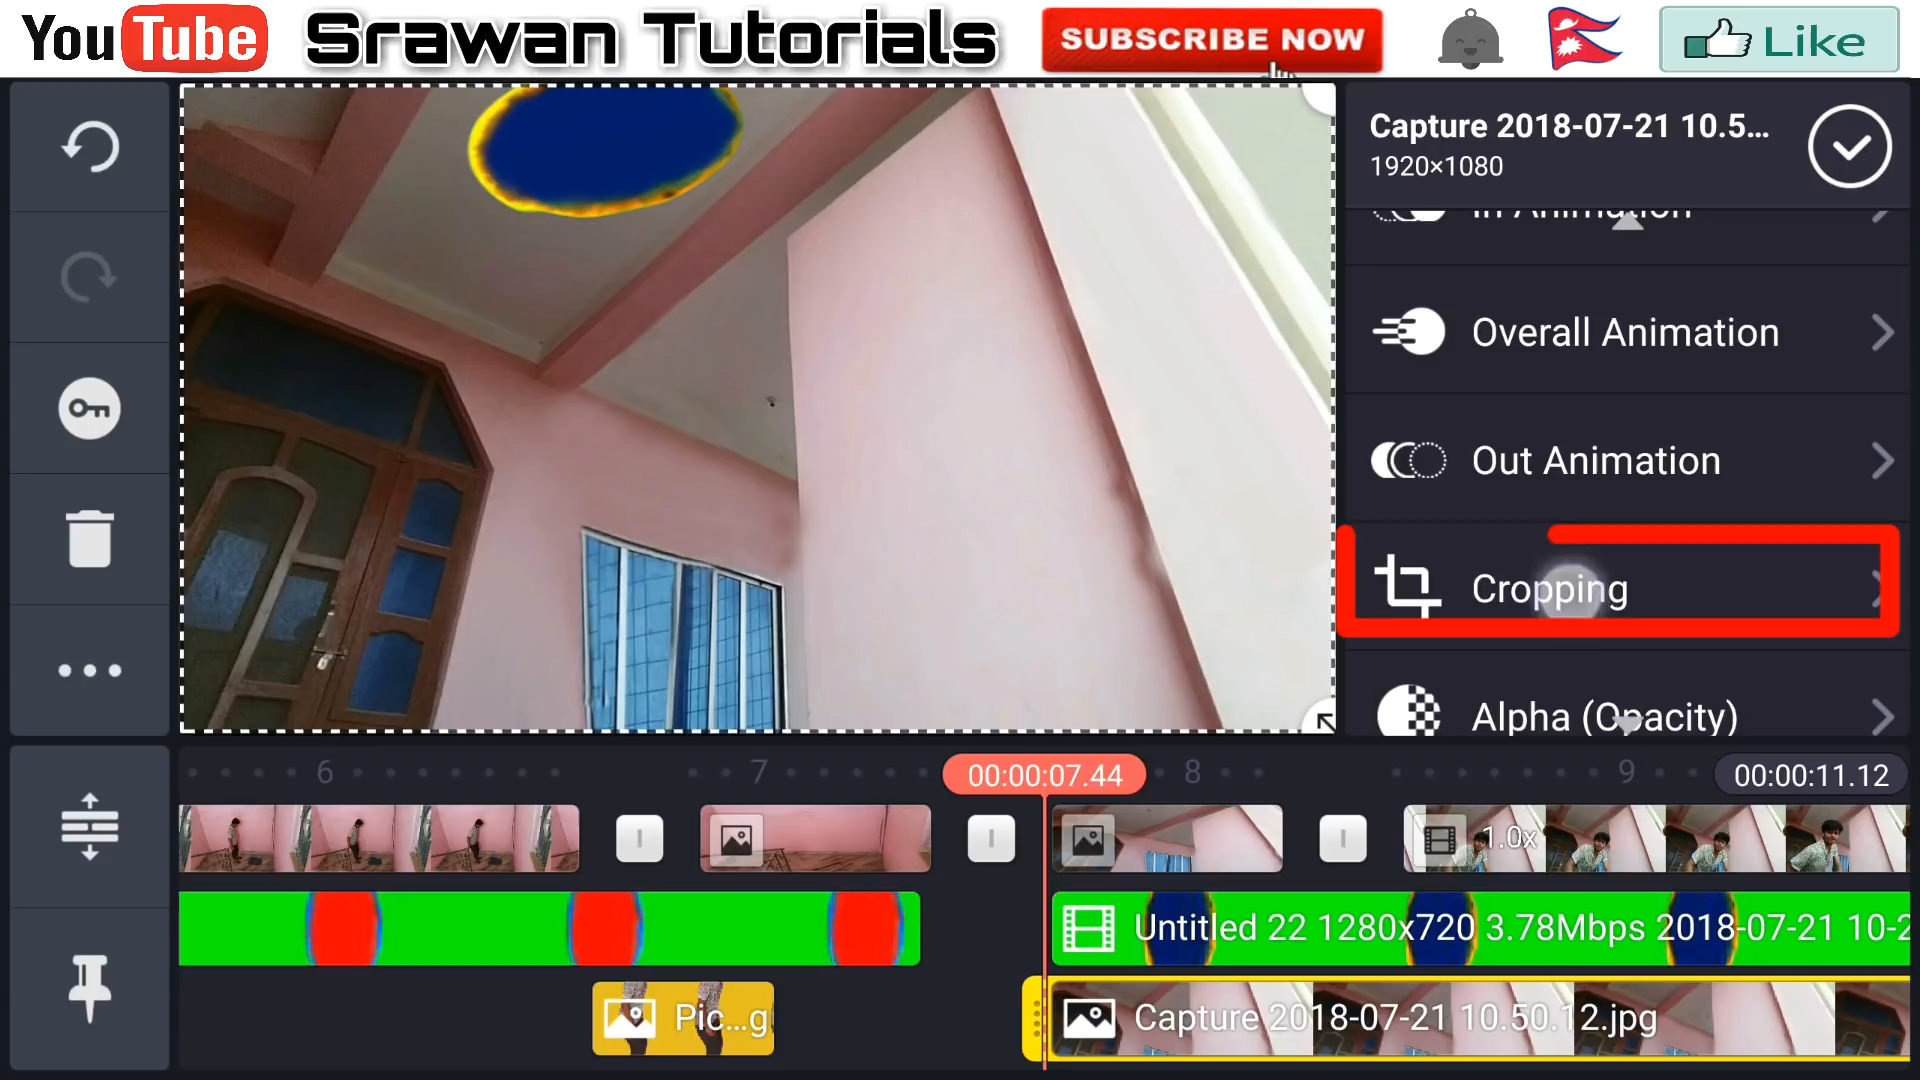 YouTube Srawan Tutorials SUBSCRIBE NOW Like
Capture 2018-07-21 10.5...
1920×1080
In Animation
Overall Animation
Out Animation
Cropping
Alpha (Opacity)
6 7 00:00:07.44 8 9 00:00:11.12
1.0x
Untitled 22 1280x720 3.78Mbps 2018-07-21 10-2
Pic...g
Capture 2018-07-21 10.50.12.jpg